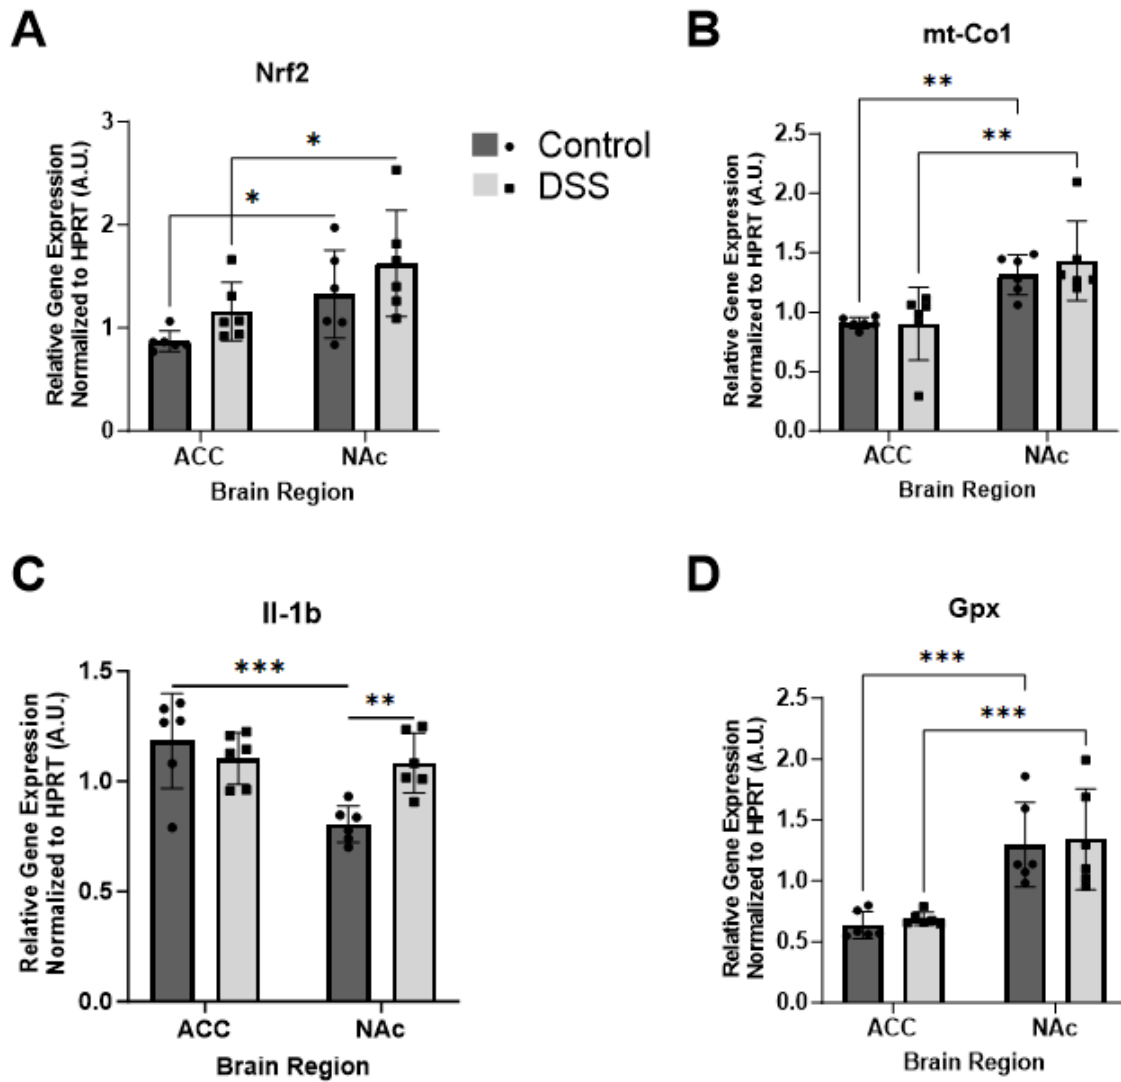 A
Nrf2
Relative Gene Expression
Normalized to HPRT (A.U.)
3
2
1
0
*
*
ACC
NAc
Brain Region
Control
DSS
B
mt-Co1
Relative Gene Expression
Normalized to HPRT (A.U.)
2.5
2.0
1.5
1.0
0.5
0.0
**
**
ACC
NAc
Brain Region
C
Il-1b
Relative Gene Expression
Normalized to HPRT (A.U.)
1.5
1.0
0.5
0.0
***
**
ACC
NAc
Brain Region
D
Gpx
Relative Gene Expression
Normalized to HPRT (A.U.)
2.5
2.0
1.5
1.0
0.5
0.0
***
***
ACC
NAc
Brain Region